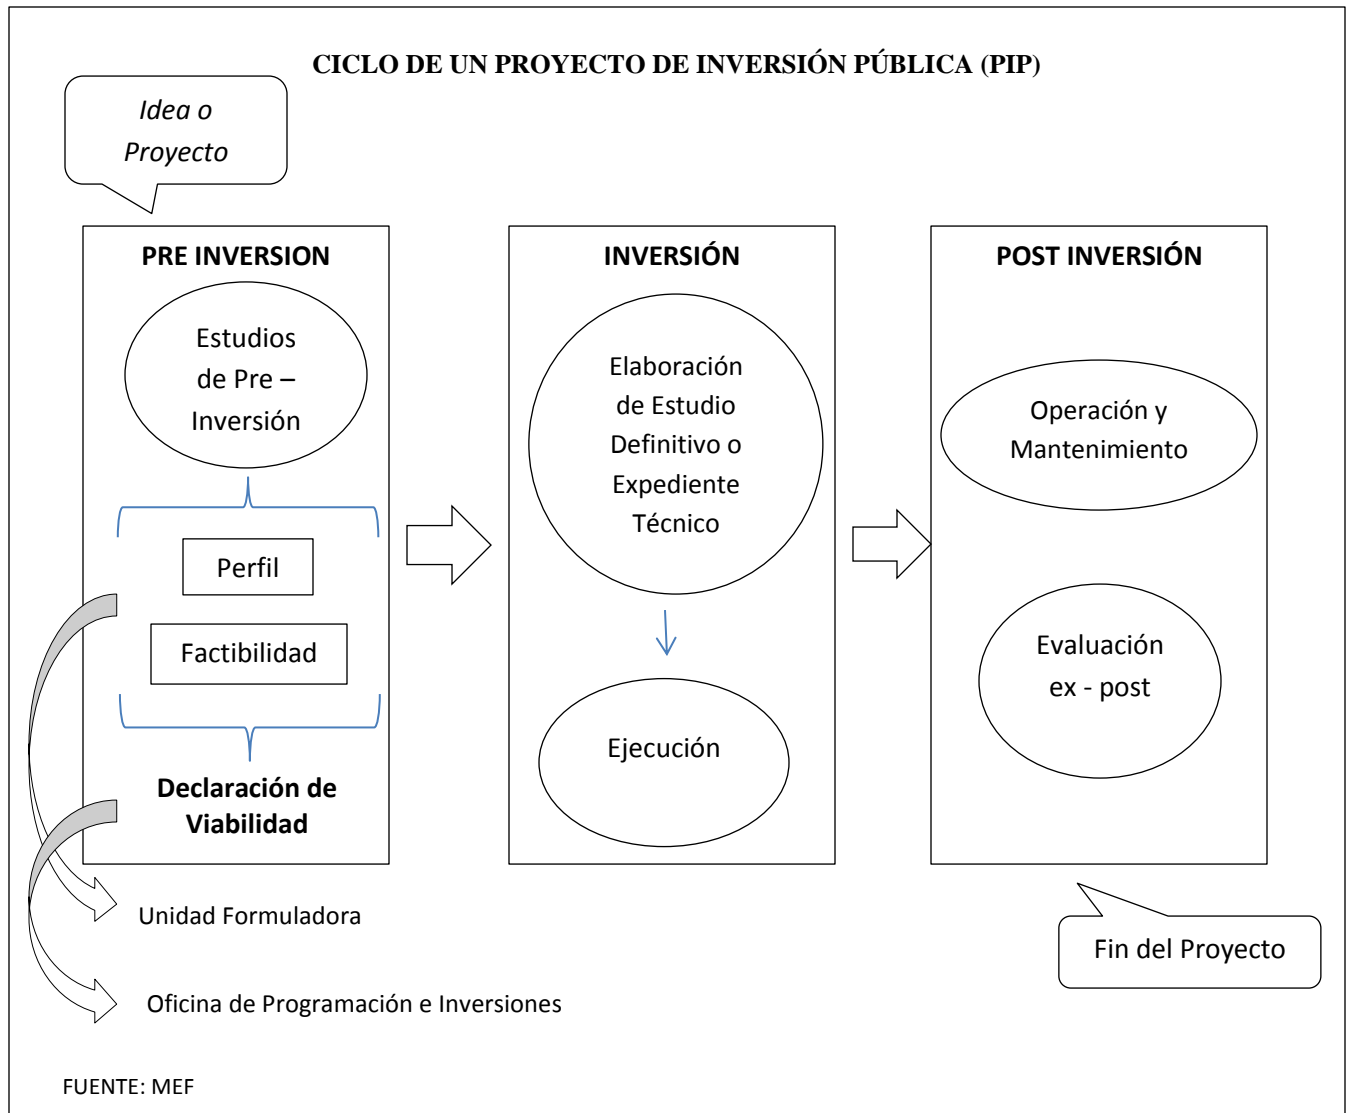 CICLO DE UN PROYECTO DE INVERSIÓN PÚBLICA (PIP)
Idea o
Proyecto
PRE INVERSION
Estudios
de Pre –
Inversión
Perfil
Factibilidad
Declaración de
Viabilidad
INVERSIÓN
Elaboración
de Estudio
Definitivo o
Expediente
Técnico
Ejecución
POST INVERSIÓN
Operación y
Mantenimiento
Evaluación
ex - post
Unidad Formuladora
Oficina de Programación e Inversiones
Fin del Proyecto
FUENTE: MEF